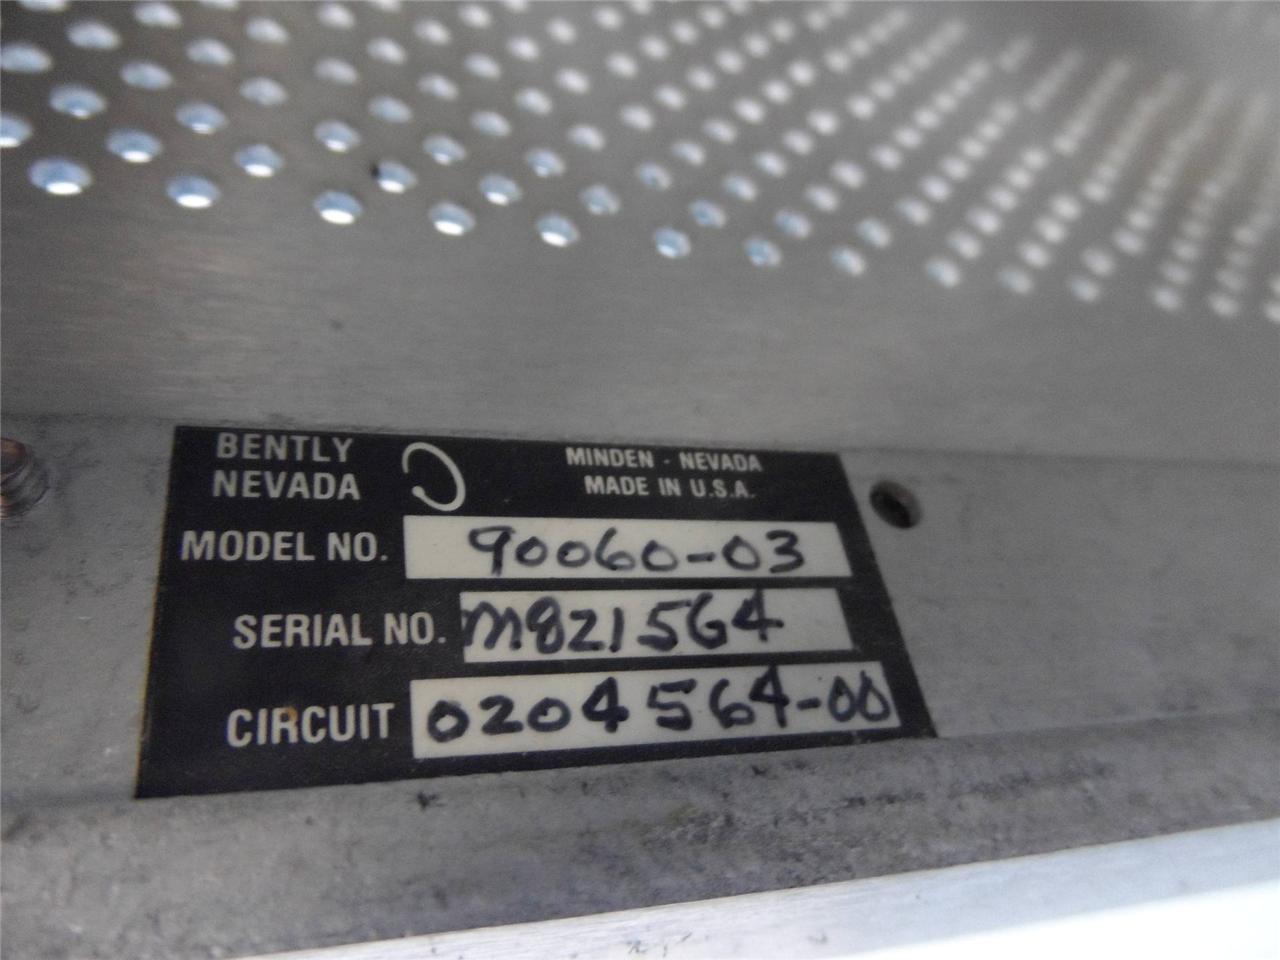 BENTLY
NEVADA
MINDEN - NEVADA
MADE IN U.S.A.
MODEL NO. 90060-03
SERIAL NO. M821564
CIRCUIT 0204564-00